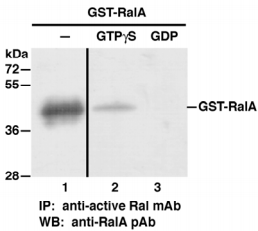 GST-RalA
– GTPγS GDP
kDa
72
55
GST-RalA
36
28
1 2 3
IP: anti-active Ral mAb
WB: anti-RalA pAb